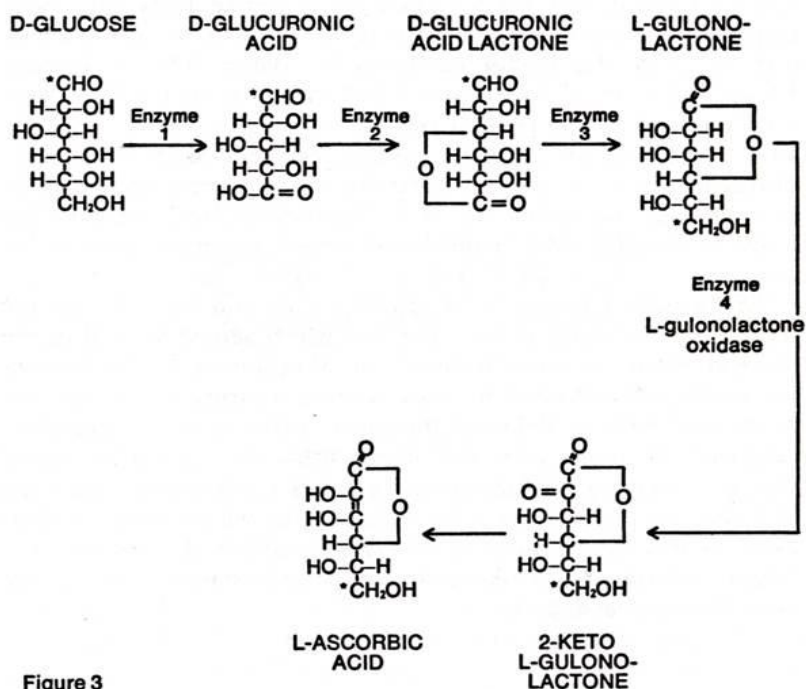 D-GLUCOSE
D-GLUCURONIC
ACID
D-GLUCURONIC
ACID LACTONE
L-GULONO-
LACTONE
*CHO
H–C–OH
HO–C–H
H–C–OH
H–C–OH
CH₂OH
Enzyme
1
*CHO
H–C–OH
HO–C–H
H–C–OH
HO–C=O
Enzyme
2
*CHO
H–C–OH
C–H
O
H–C–OH
H–C–OH
C=O
Enzyme
3
O
C
HO–C–H
HO–C–H
O
H–C
HO–C–H
*CH₂OH
Enzyme
4
L-gulonolactone
oxidase
O
C
O=C
HO–C–H
O
H–C
HO–C–H
*CH₂OH
O
C
HO–C
HO–C
O
H–C
HO–C–H
*CH₂OH
L-ASCORBIC
ACID
2-KETO
L-GULONO-
LACTONE
Figure 3